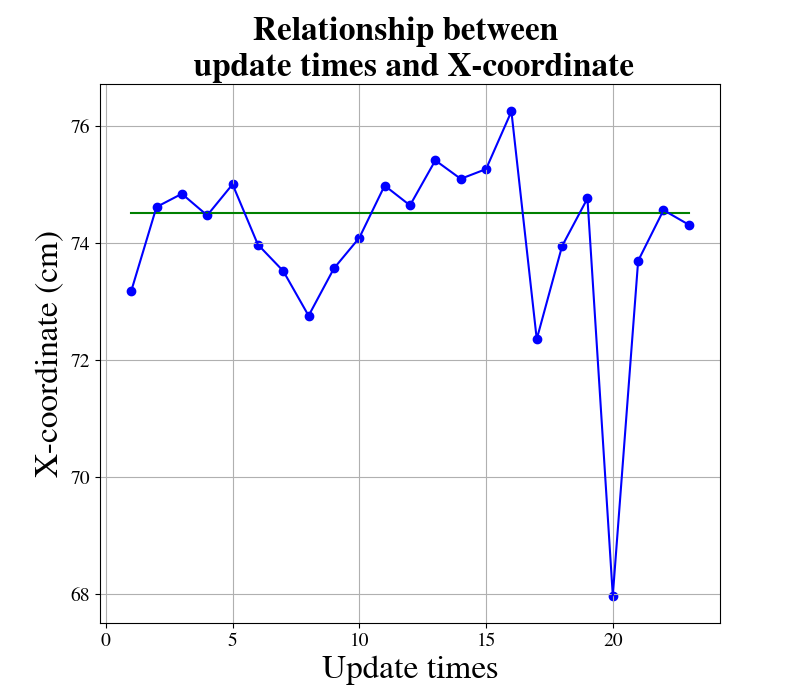 Relationship between
update times and X-coordinate
76
74
72
70
68
X-coordinate (cm)
0 5 10 15 20
Update times